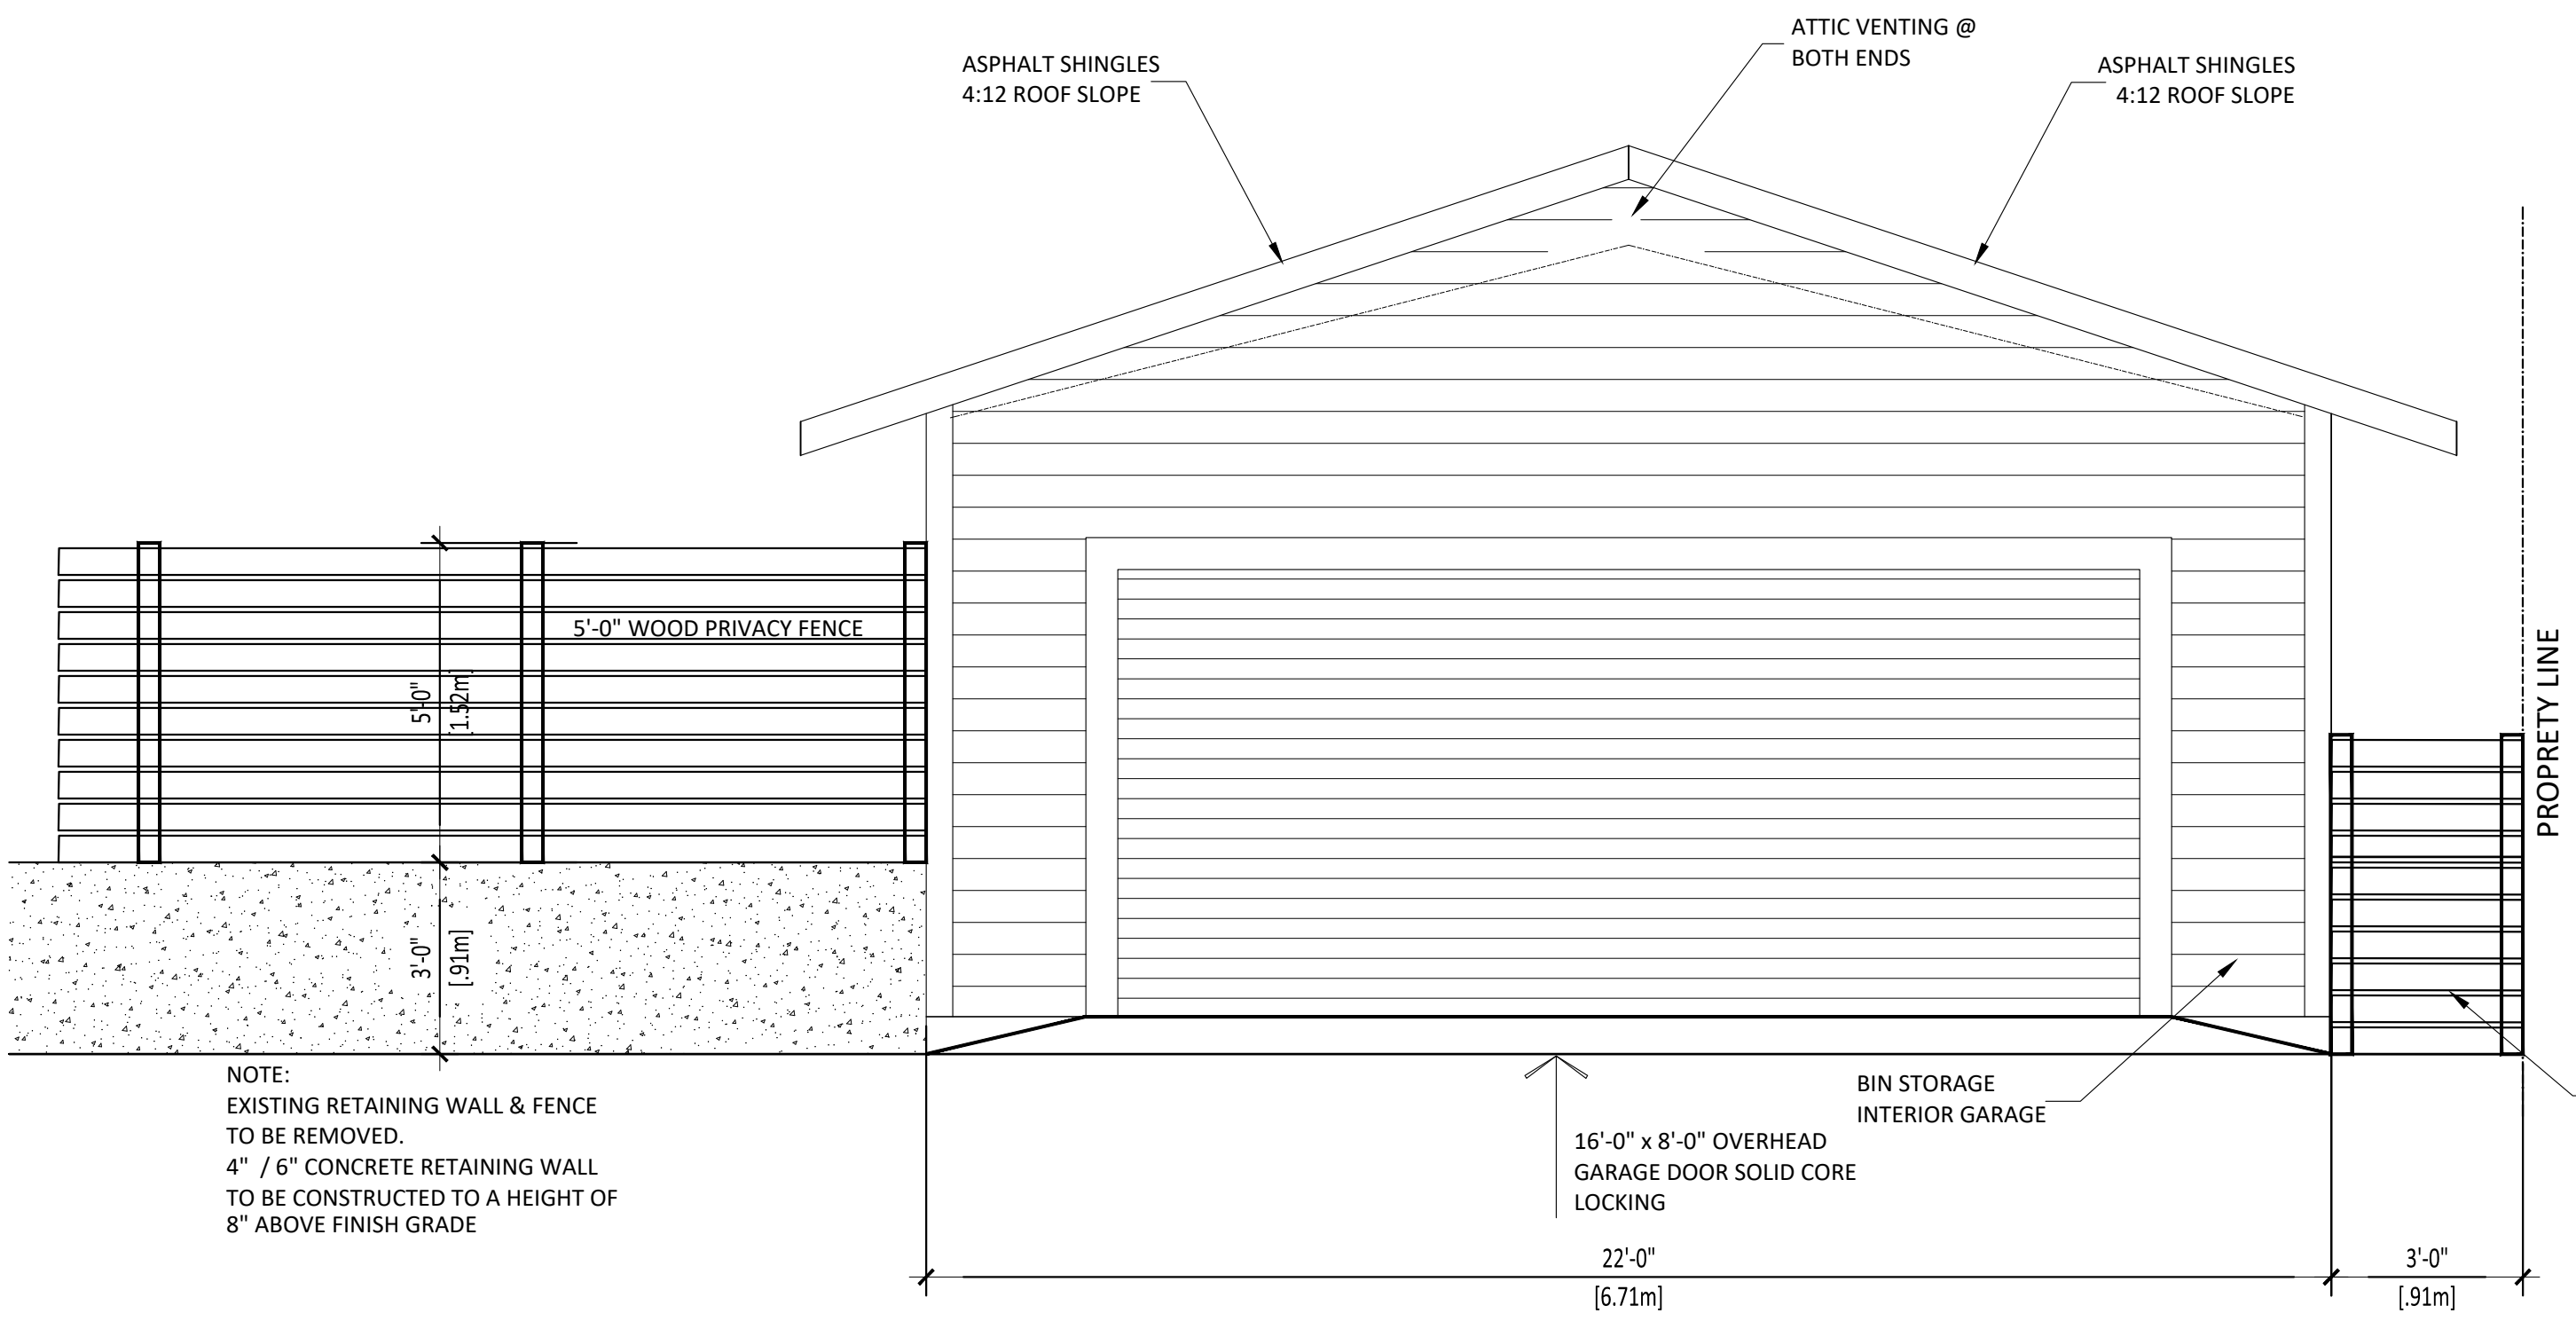 ATTIC VENTING @
BOTH ENDS
ASPHALT SHINGLES
4:12 ROOF SLOPE
ASPHALT SHINGLES
4:12 ROOF SLOPE
5'-0" WOOD PRIVACY FENCE
5'-0"
[1.52m]
PROPRETY LINE
3'-0"
[.91m]
NOTE:
EXISTING RETAINING WALL & FENCE
TO BE REMOVED.
4" / 6" CONCRETE RETAINING WALL
TO BE CONSTRUCTED TO A HEIGHT OF
8" ABOVE FINISH GRADE
BIN STORAGE
INTERIOR GARAGE
16'-0" x 8'-0" OVERHEAD
GARAGE DOOR SOLID CORE
LOCKING
22'-0"
[6.71m]
3'-0"
[.91m]